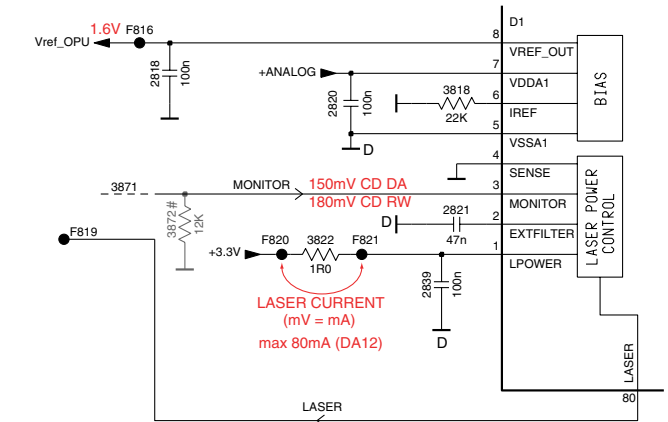 1.6V F816
Vref_OPU
2818
100n
+ANALOG
2820
100n
D
3818
22K
D1
8
VREF_OUT
7
VDDA1
6
IREF
5
VSSA1
4
SENSE
3
MONITOR
2
EXTFILTER
1
LPOWER
BIAS
LASER POWER
CONTROL
3871
MONITOR
150mV CD DA
180mV CD RW
3872#
12K
F819
D
2821
47n
+3.3V
F820
3822
1R0
F821
2839
100n
D
LASER CURRENT
(mV = mA)
max 80mA (DA12)
LASER
80
LASER